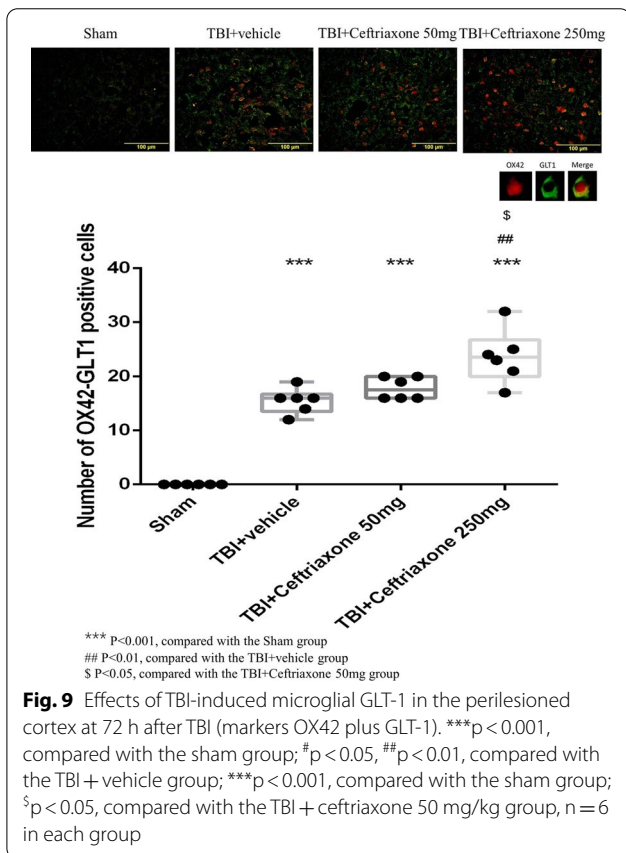 Sham TBI+vehicle TBI+Ceftriaxone 50mg TBI+Ceftriaxone 250mg
100 µm 100 µm 100 µm 100 µm
OX42 GLT1 Merge
$
##
*** *** ***
Number of OX42-GLT1 positive cells
40
30
20
10
0
Sham
TBI+vehicle
TBI+Ceftriaxone 50mg
TBI+Ceftriaxone 250mg
*** P<0.001, compared with the Sham group
## P<0.01, compared with the TBI+vehicle group
$ P<0.05, compared with the TBI+Ceftriaxone 50mg group
Fig. 9 Effects of TBI-induced microglial GLT-1 in the perilesioned
cortex at 72 h after TBI (markers OX42 plus GLT-1). ***p < 0.001,
compared with the sham group; #p < 0.05, ##p < 0.01, compared with
the TBI + vehicle group; ***p < 0.001, compared with the sham group;
$p < 0.05, compared with the TBI + ceftriaxone 50 mg/kg group, n = 6
in each group